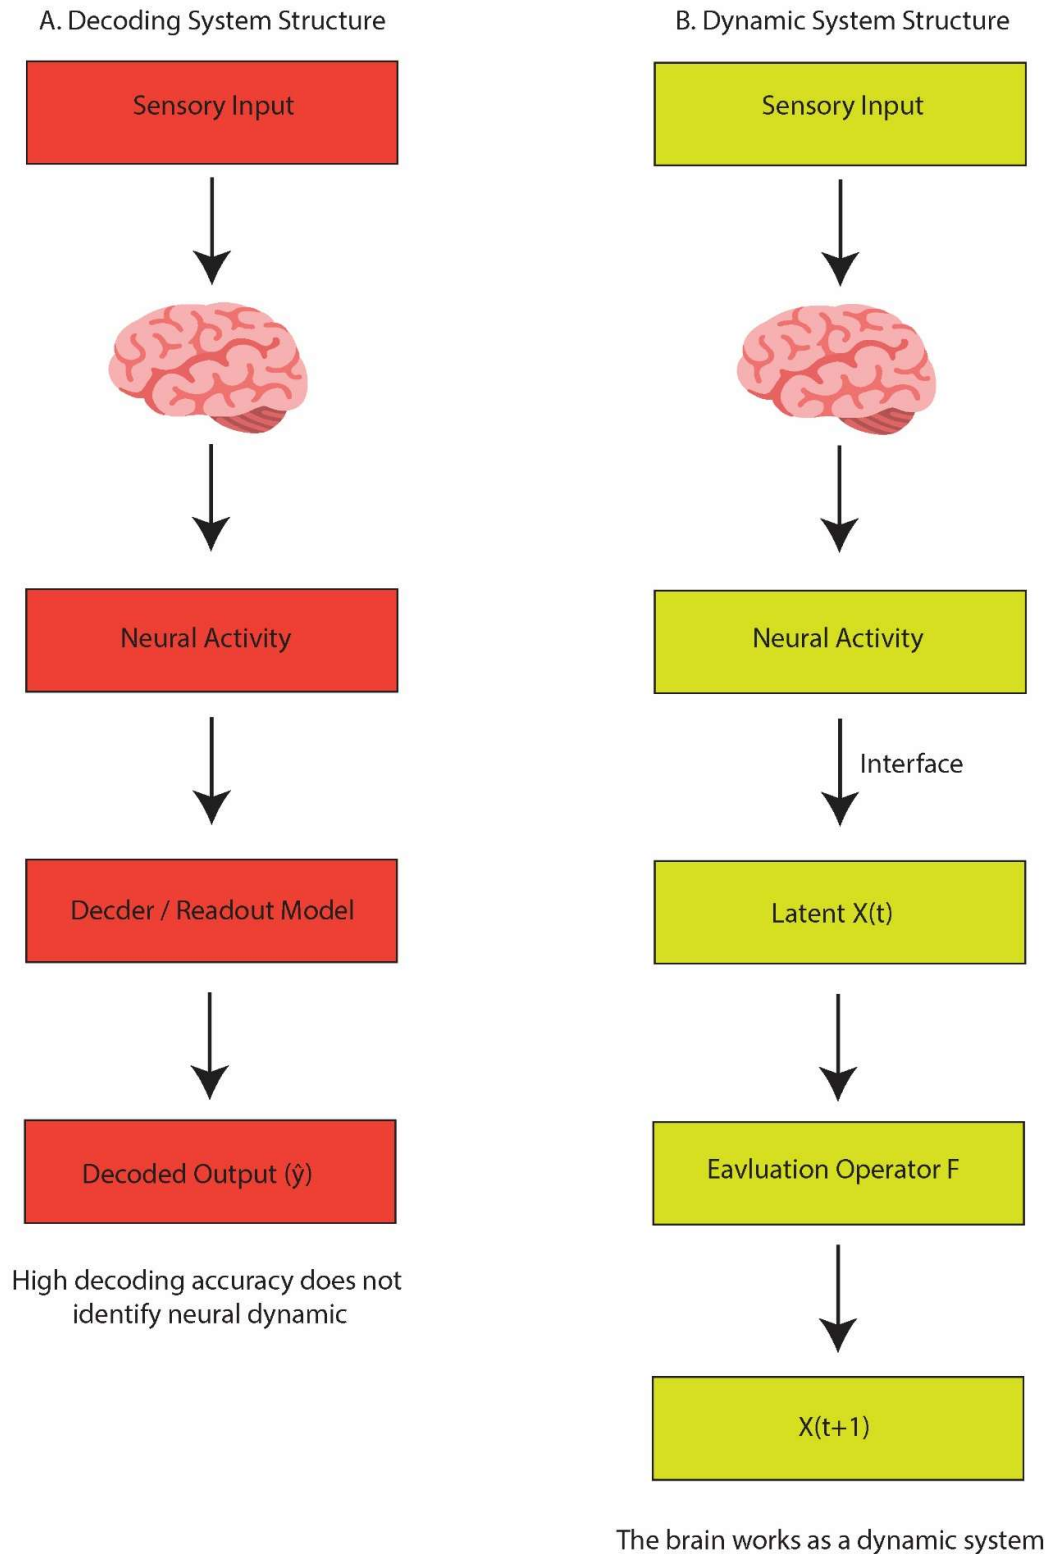 A. Decoding System Structure
Sensory Input
Neural Activity
Decder / Readout Model
Decoded Output (ŷ)
High decoding accuracy does not
identify neural dynamic
B. Dynamic System Structure
Sensory Input
Neural Activity
Interface
Latent X(t)
Eavluation Operator F
X(t+1)
The brain works as a dynamic system